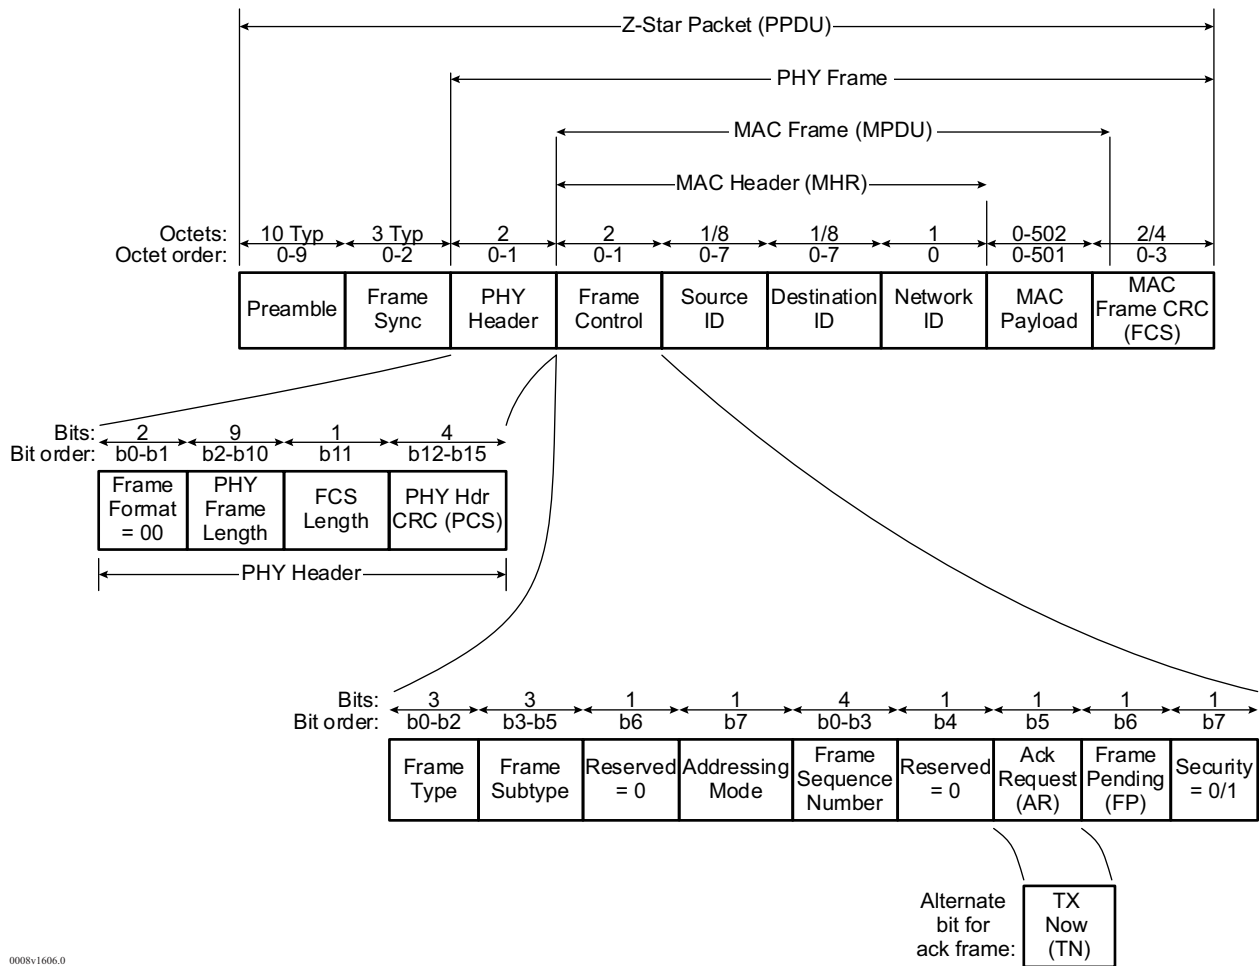 Z-Star Packet (PPDU)
PHY Frame
MAC Frame (MPDU)
MAC Header (MHR)
Octets: 10 Typ 3 Typ 2 2 1/8 1/8 1 0-502 2/4
Octet order: 0-9 0-2 0-1 0-1 0-7 0-7 0 0-501 0-3
Preamble
Frame
Sync
PHY
Header
Frame
Control
Source
ID
Destination
ID
Network
ID
MAC
Payload
MAC
Frame CRC
(FCS)
Bits: 2 9 1 4
Bit order: b0-b1 b2-b10 b11 b12-b15
Frame
Format
= 00
PHY
Frame
Length
FCS
Length
PHY Hdr
CRC (PCS)
PHY Header
Bits: 3 3 1 1 4 1 1 1 1
Bit order: b0-b2 b3-b5 b6 b7 b0-b3 b4 b5 b6 b7
Frame
Type
Frame
Subtype
Reserved
= 0
Addressing
Mode
Frame
Sequence
Number
Reserved
= 0
Ack
Request
(AR)
Frame
Pending
(FP)
Security
= 0/1
Alternate
bit for
ack frame:
TX
Now
(TN)
0008v1606.0